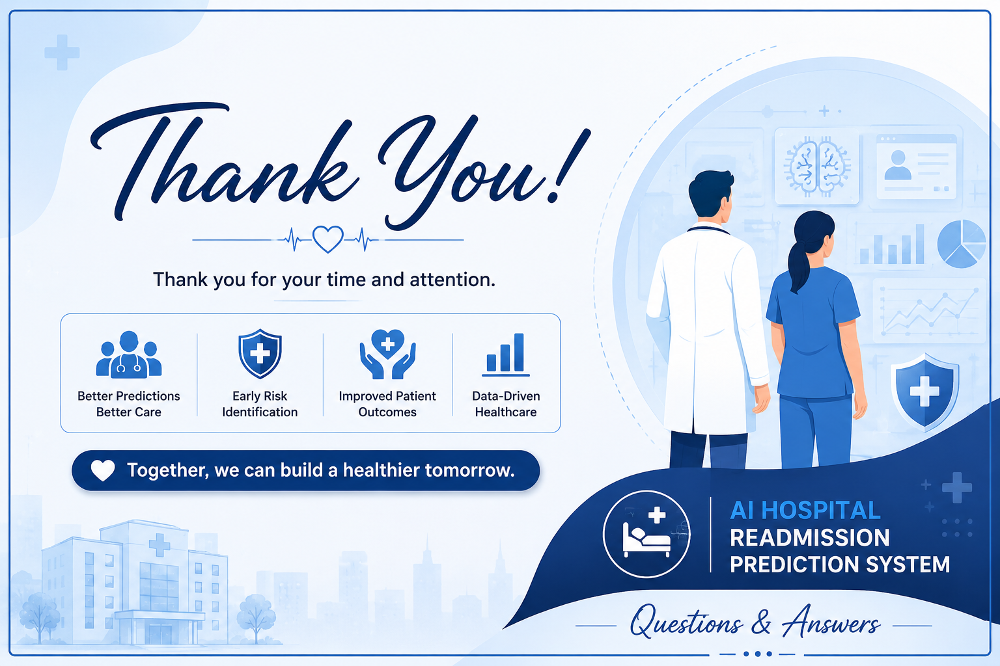 Thank You!
Thank you for your time and attention.
Better Predictions
Better Care
Early Risk
Identification
Improved Patient
Outcomes
Data-Driven
Healthcare
Together, we can build a healthier tomorrow.
AI HOSPITAL
READMISSION
PREDICTION SYSTEM
Questions & Answers